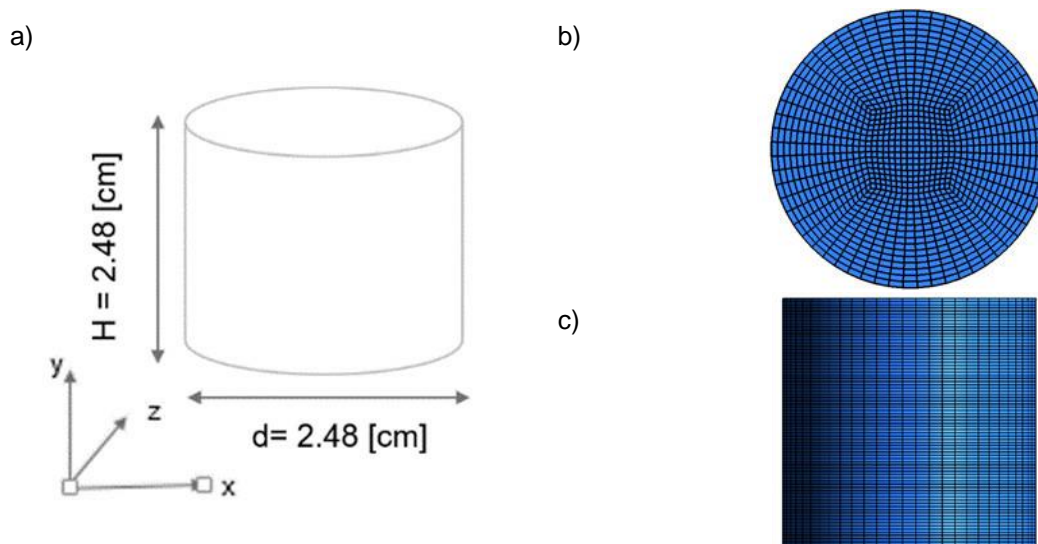 a)
H = 2.48 [cm]
y
z
x
d= 2.48 [cm]
b)
c)